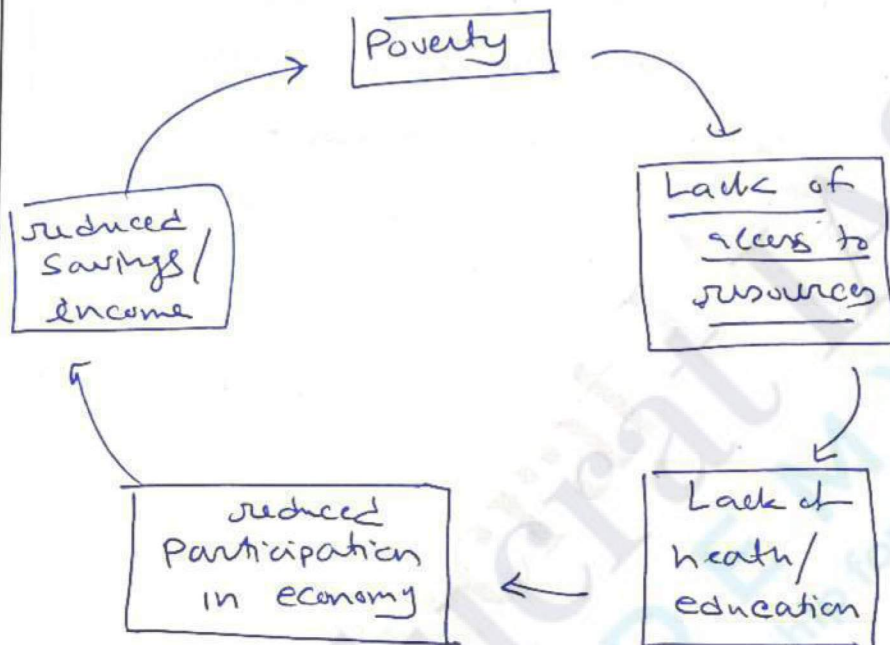 Poverty
Lack of
access to
resources
Lack of
heath/
education
reduced
Participation
in economy
reduced
savings/
income